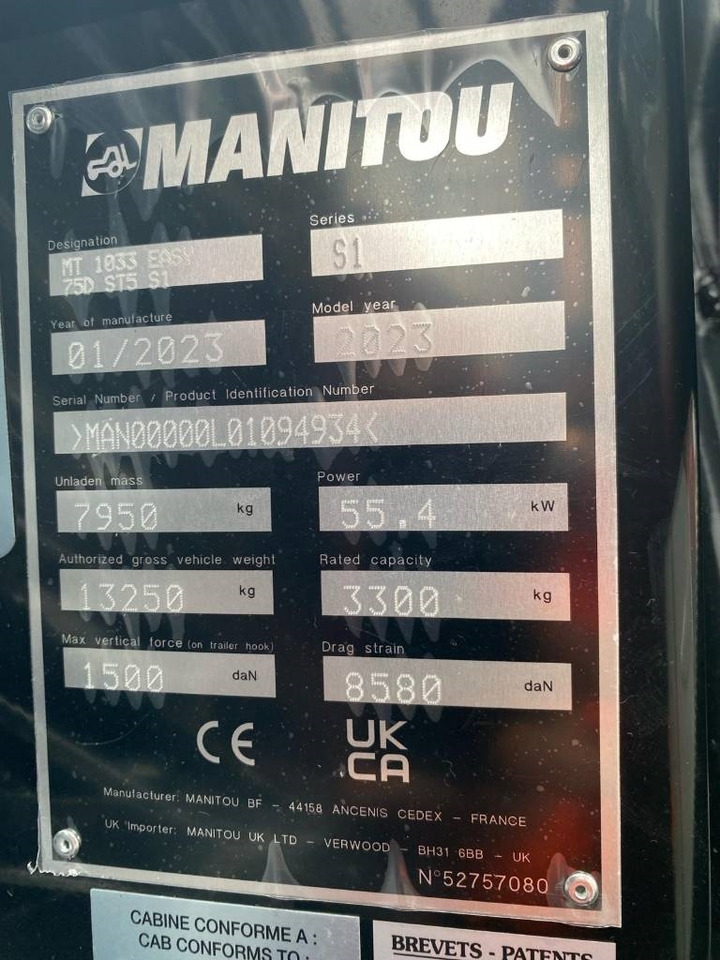 MANITOU
Designation
MT 1033 EASY
75D ST5 S1
Series
S1
Year of manufacture
01/2023
Model year
2023
Serial Number / Product Identification Number
>MAN00000L01094934<
Unladen mass
7950 kg
Power
55.4 kW
Authorized gross vehicle weight
13250 kg
Rated capacity
3300 kg
Max vertical force (on trailer hook)
1500 daN
Drag strain
8580 daN
CE
UK
CA
Manufacturer: MANITOU BF - 44158 ANCENIS CEDEX - FRANCE
UK Importer: MANITOU UK LTD - VERWOOD - BH31 6BB - UK
N°52757080
CABINE CONFORME A :
CAB CONFORMS TO :
BREVETS - PATENTS